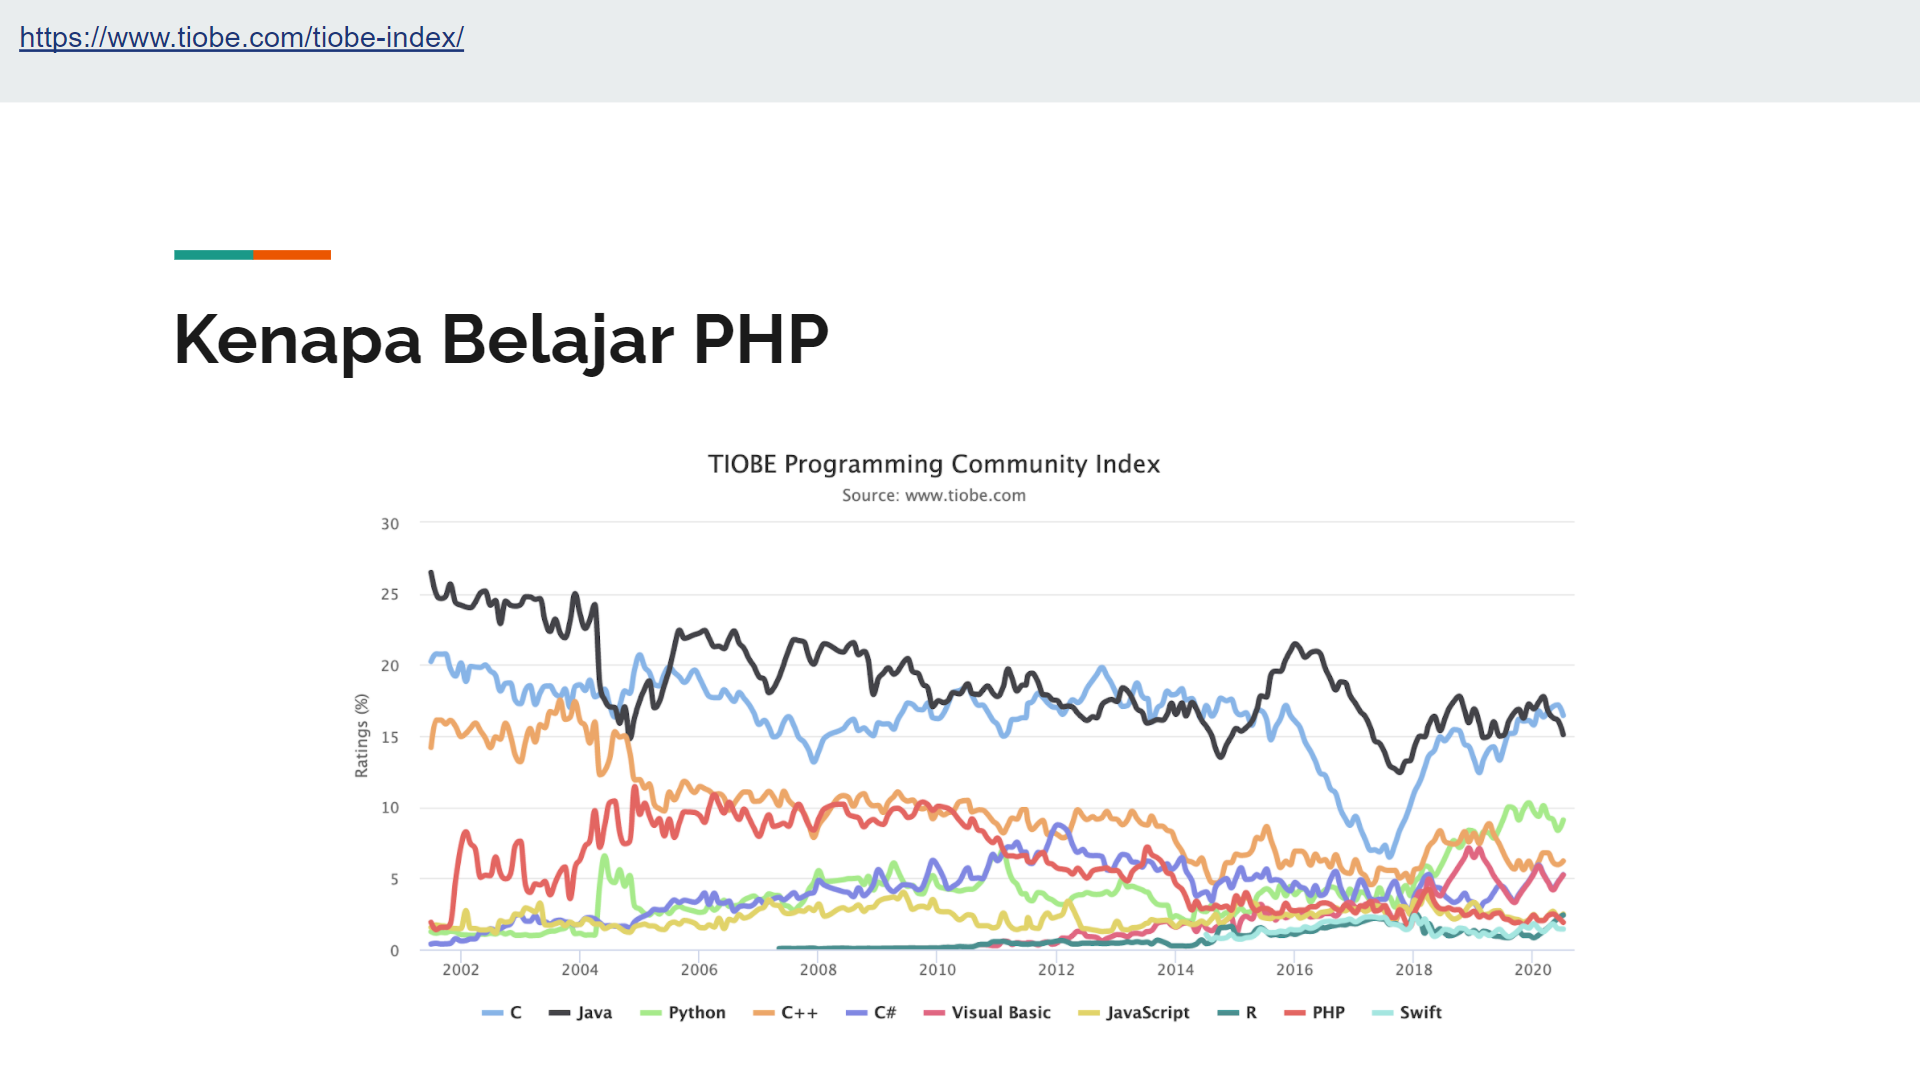 https://www.tiobe.com/tiobe-index/
Kenapa Belajar PHP
TIOBE Programming Community Index
Source: www.tiobe.com
Ratings (%)
30
25
20
15
10
5
0
2002 2004 2006 2008 2010 2012 2014 2016 2018 2020
C Java Python C++ C# Visual Basic JavaScript R PHP Swift